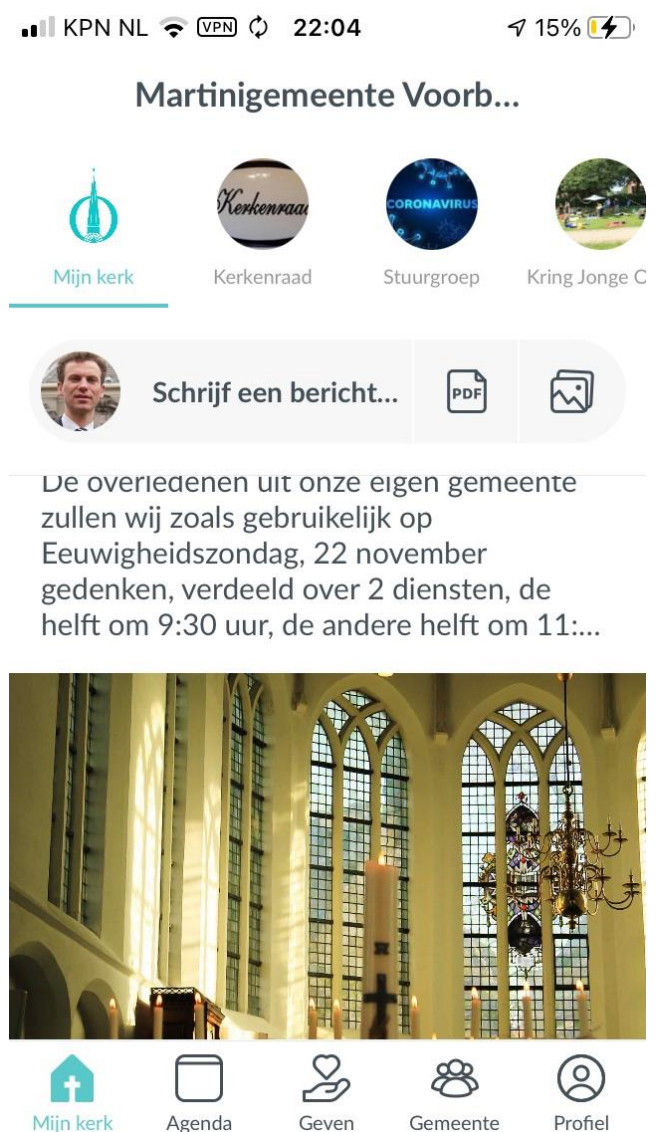 KPN NL VPN 22:04 15%
Martinigemeente Voorb...
Kerkenraad
CORONAVIRUS
Mijn kerk Kerkenraad Stuurgroep Kring Jonge
Schrijf een bericht... PDF
De overledenen uit onze eigen gemeente
zullen wij zoals gebruikelijk op
Eeuwigheidszondag, 22 november
gedenken, verdeeld over 2 diensten, de
helft om 9:30 uur, de andere helft om 11:...
Mijn kerk Agenda Geven Gemeente Profiel